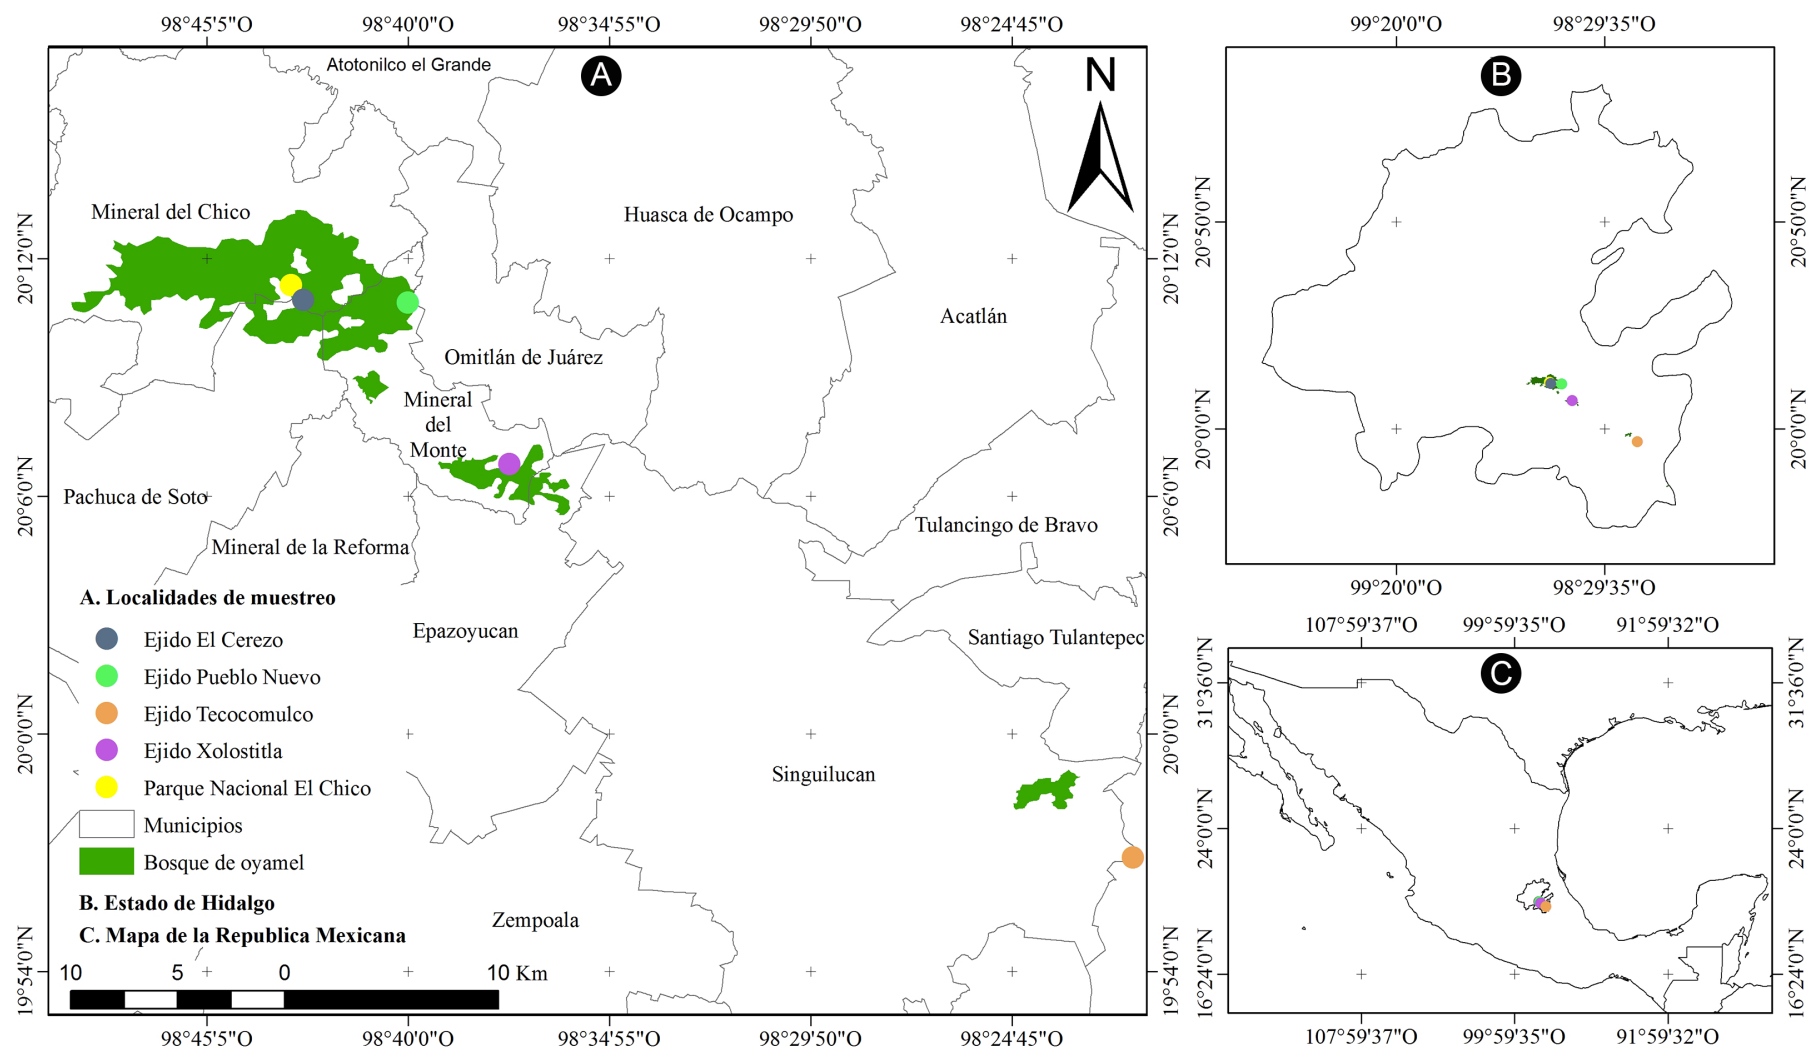 98°45'5"O 98°40'0"O 98°34'55"O 98°29'50"O 98°24'45"O
99°20'0"O 98°29'35"O
Atotonilco el Grande
A
N
B
Mineral del Chico
Huasca de Ocampo
20°12'0"N
20°12'0"N
20°50'0"N
20°50'0"N
Acatlán
Omitlán de Juárez
Mineral
del
Monte
20°0'0"N
20°0'0"N
Pachuca de Soto
20°6'0"N
20°6'0"N
Tulancingo de Bravo
Mineral de la Reforma
99°20'0"O 98°29'35"O
A. Localidades de muestreo
Ejido El Cerezo
Ejido Pueblo Nuevo
Ejido Tecocomulco
Ejido Xolostitla
Parque Nacional El Chico
Municipios
Bosque de oyamel
B. Estado de Hidalgo
C. Mapa de la Republica Mexicana
Epazoyucan
Santiago Tulantepec
107°59'37"O 99°59'35"O 91°59'32"O
C
31°36'0"N
31°36'0"N
20°0'0"N
20°0'0"N
Singuilucan
24°0'0"N
24°0'0"N
Zempoala
10 5 0 10 Km
19°54'0"N
19°54'0"N
16°24'0"N
16°24'0"N
98°45'5"O 98°40'0"O 98°34'55"O 98°29'50"O 98°24'45"O
107°59'37"O 99°59'35"O 91°59'32"O